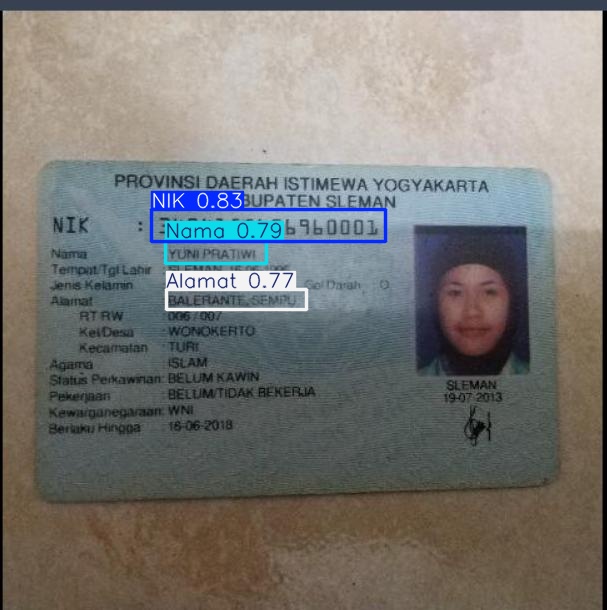 PROVINSI DAERAH ISTIMEWA YOGYAKARTA
NIK 0.83 BUPATEN SLEMAN
NIK : 6960001
Nama 0.79
Nama YUNI PRATIWI
Tempat/Tgl Lahir
Alamat 0.77
Jenis Kelamin Gol Darah O
Alamat BALERANTE, SEMPU
RT RW 006 / 007
Kel/Desa : WONOKERTO
Kecamatan : TURI
Agama ISLAM
Status Perkawinan: BELUM KAWIN
Pekerjaan BELUM/TIDAK BEKERJA
Kewarganegaraan: WNI
Berlaku Hingga : 16-06-2018
SLEMAN
19-07-2013